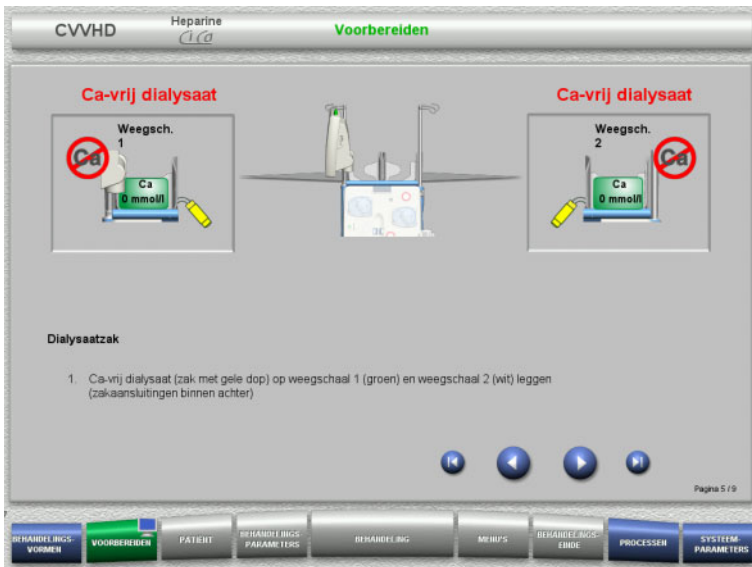 CVVHD
Heparine
CiCa
Voorbereiden
Ca-vrij dialysaat
Ca-vrij dialysaat
Weegsch.
1
Ca
Ca
0 mmol/l
Weegsch.
2
Ca
Ca
0 mmol/l
Dialysaatzak
1. Ca-vrij dialysaat (zak met gele dop) op weegschaal 1 (groen) en weegschaal 2 (wit) leggen
(zakaansluitingen binnen achter)
Pagina 5 / 9
BEHANDELINGS-
VORMEN
VOORBEREIDEN
PATIENT
BEHANDELINGS-
PARAMETERS
BEHANDELING
MENU'S
BEHANDELINGS-
EINDE
PROCESSEN
SYSTEEM-
PARAMETERS